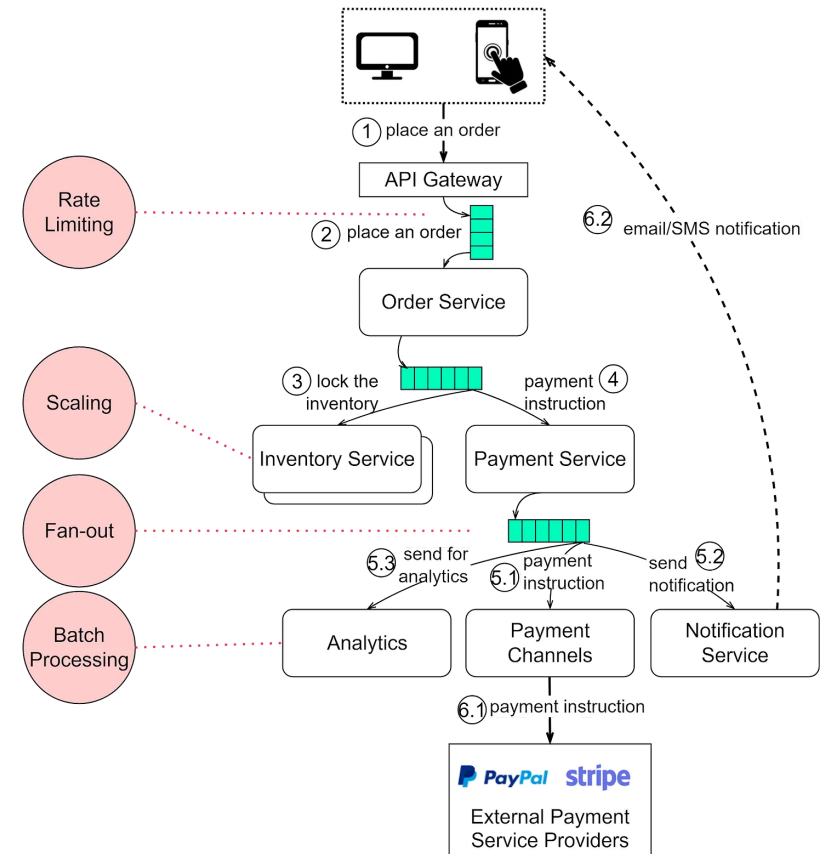 1 place an order
API Gateway
Rate
Limiting
2 place an order
6.2 email/SMS notification
Order Service
Scaling
3 lock the
inventory
payment 4
instruction
Inventory Service
Payment Service
Fan-out
5.3 send for
analytics
5.1 payment
instruction
send 5.2
notification
Batch
Processing
Analytics
Payment
Channels
Notification
Service
6.1 payment instruction
PayPal
stripe
External Payment
Service Providers